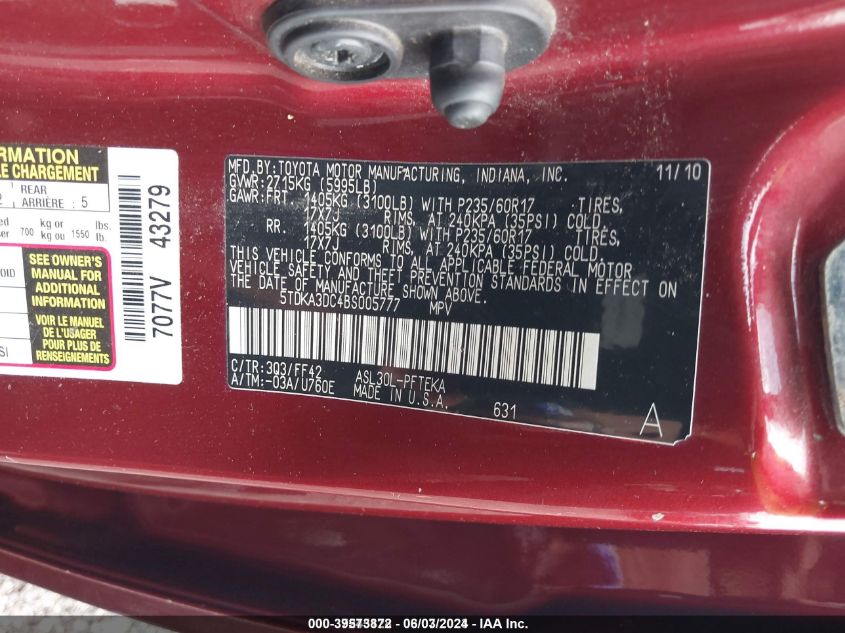 FORMATION
LE CHARGEMENT
REAR
ARRIÈRE : 5
kg or lbs.
700 kg ou 1550 lb.
SEE OWNER'S
MANUAL FOR
ADDITIONAL
INFORMATION
VOIR LE MANUEL
DE L'USAGER
POUR PLUS DE
RENSEIGNEMENTS
7077V 43279
MFD.BY:TOYOTA MOTOR MANUFACTURING, INDIANA, INC. 11/10
GVWR:2715KG (5995LB)
GAWR:FRT. 1405KG (3100LB) WITH P235/60R17 TIRES,
17X7J RIMS, AT 240KPA (35PSI) COLD.
RR. 1405KG (3100LB) WITH P235/60R17 TIRES,
17X7J RIMS, AT 240KPA (35PSI) COLD.
THIS VEHICLE CONFORMS TO ALL APPLICABLE FEDERAL MOTOR
VEHICLE SAFETY AND THEFT PREVENTION STANDARDS IN EFFECT ON
THE DATE OF MANUFACTURE SHOWN ABOVE.
5TDKA3DC4BS005777 MPV
C/TR:3Q3/FF42 ASL30L-PFTEKA
A/TM:-03A/U760E MADE IN U.S.A. 631
A
000-39573872 - 06/03/2024 - IAA Inc.